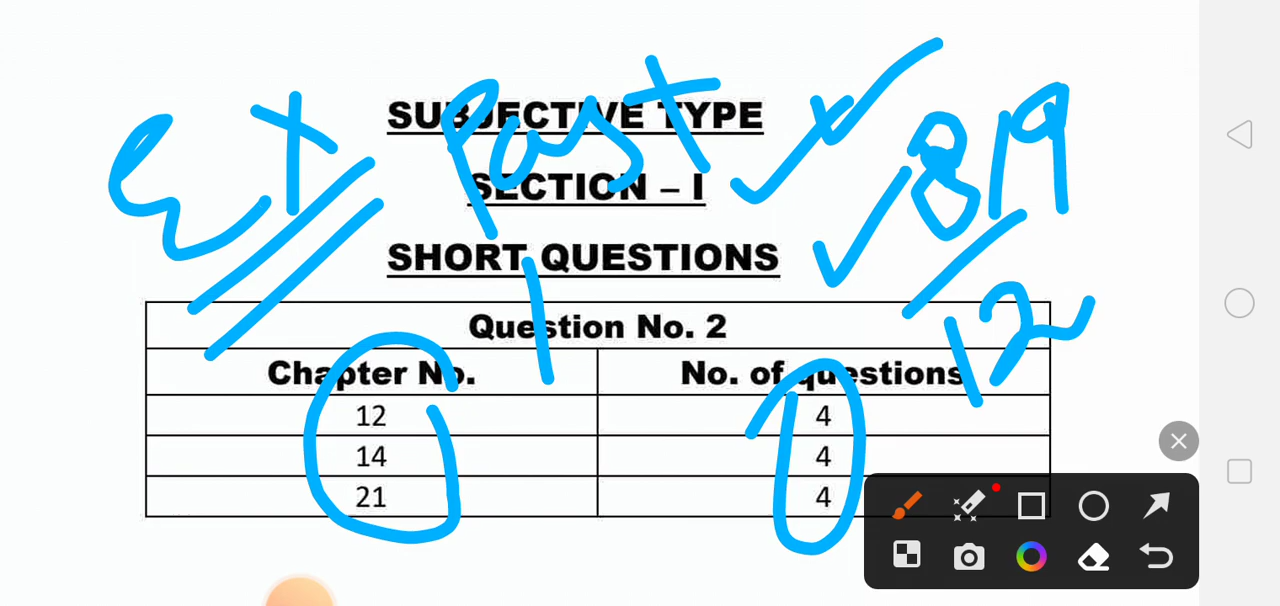 SUBJECTIVE TYPE
SECTION – I
SHORT QUESTIONS
Ex Past
8/9
12
Question No. 2
Chapter No. No. of questions
12 4
14 4
21 4